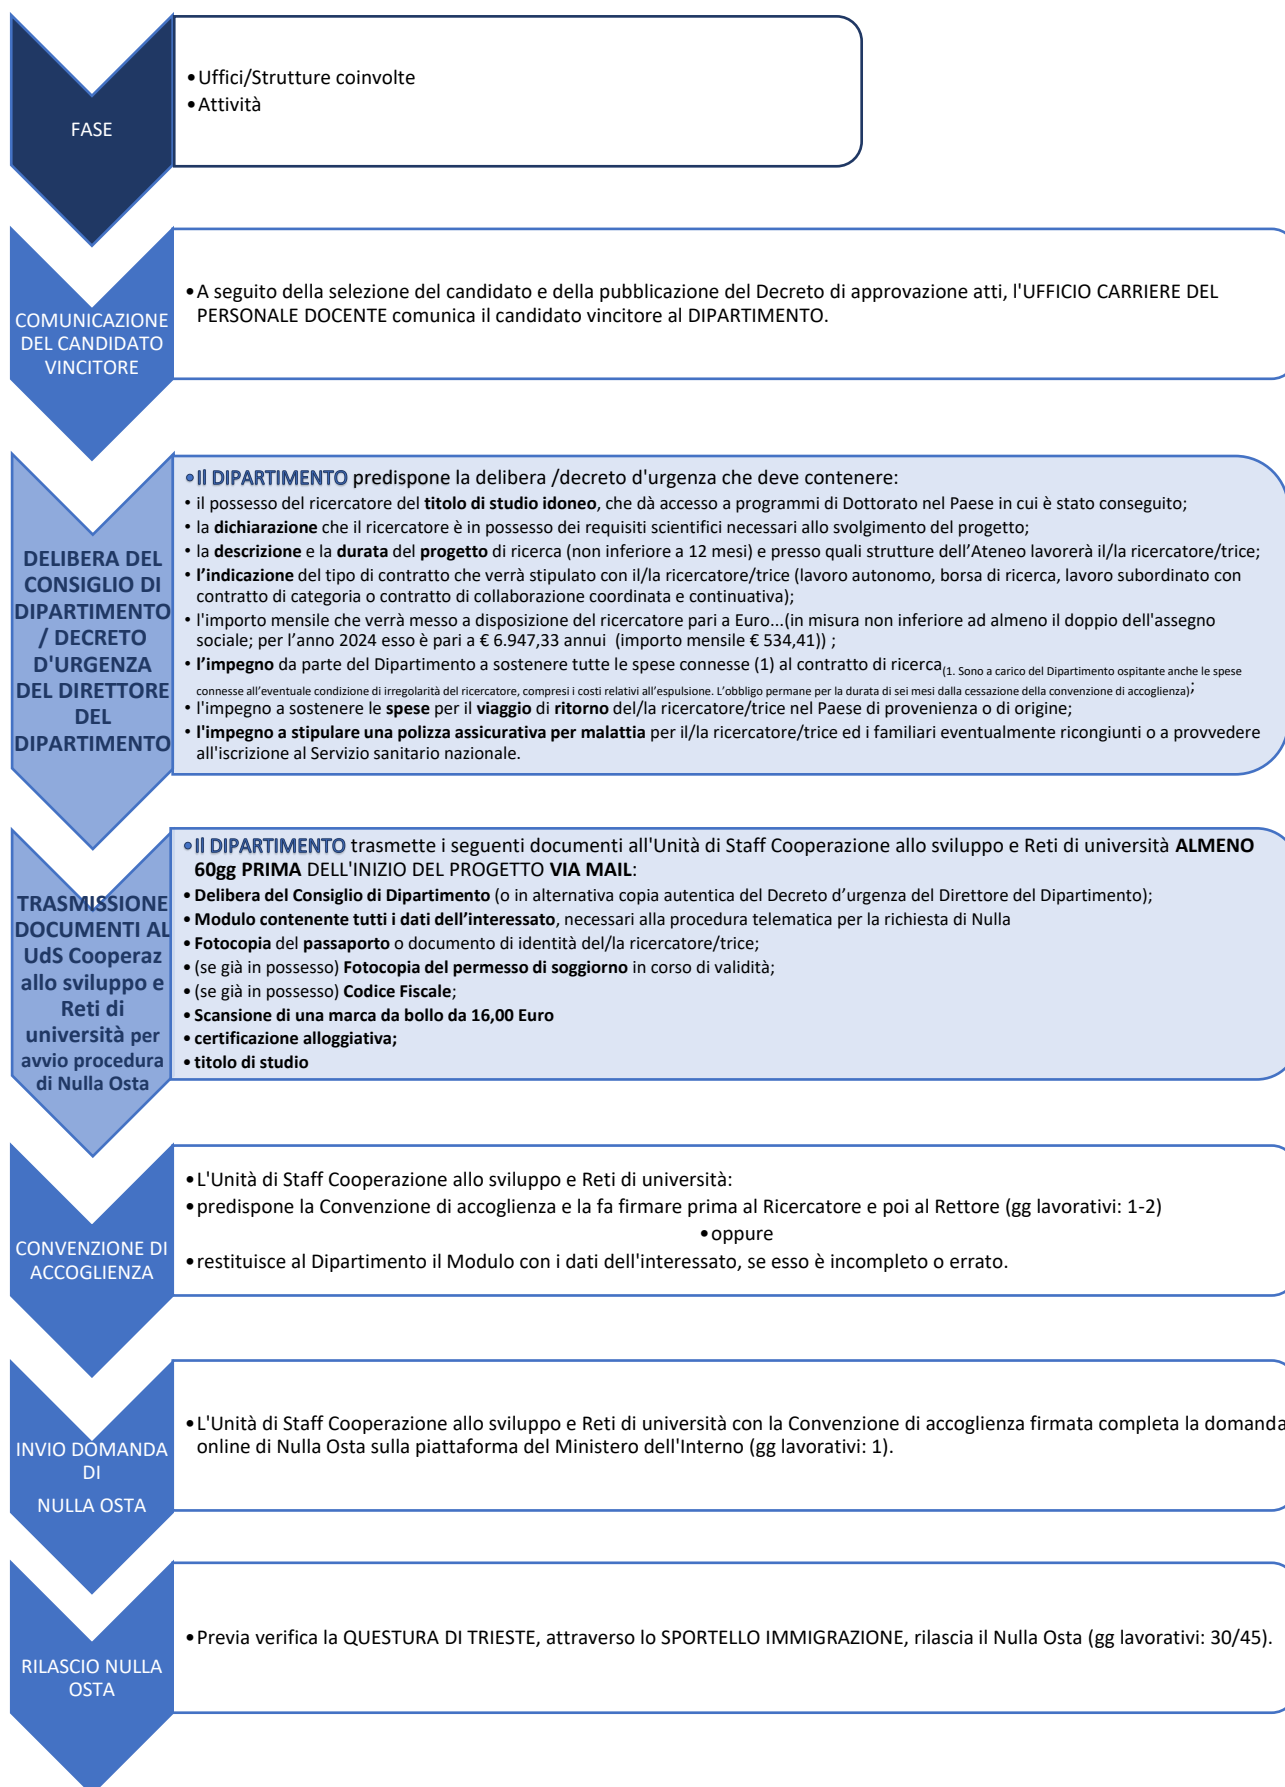 FASE
•Uffici/Strutture coinvolte
•Attività
COMUNICAZIONE
DEL CANDIDATO
VINCITORE
•A seguito della selezione del candidato e della pubblicazione del Decreto di approvazione atti, l'UFFICIO CARRIERE DEL
PERSONALE DOCENTE comunica il candidato vincitore al DIPARTIMENTO.
DELIBERA DEL
CONSIGLIO DI
DIPARTIMENTO
/ DECRETO
D'URGENZA
DEL DIRETTORE
DEL
DIPARTIMENTO
•Il DIPARTIMENTO predispone la delibera /decreto d'urgenza che deve contenere:
• il possesso del ricercatore del titolo di studio idoneo, che dà accesso a programmi di Dottorato nel Paese in cui è stato conseguito;
• la dichiarazione che il ricercatore è in possesso dei requisiti scientifici necessari allo svolgimento del progetto;
• la descrizione e la durata del progetto di ricerca (non inferiore a 12 mesi) e presso quali strutture dell’Ateneo lavorerà il/la ricercatore/trice;
• l’indicazione del tipo di contratto che verrà stipulato con il/la ricercatore/trice (lavoro autonomo, borsa di ricerca, lavoro subordinato con
contratto di categoria o contratto di collaborazione coordinata e continuativa);
• l'importo mensile che verrà messo a disposizione del ricercatore pari a Euro...(in misura non inferiore ad almeno il doppio dell'assegno
sociale; per l’anno 2024 esso è pari a € 6.947,33 annui (importo mensile € 534,41)) ;
• l’impegno da parte del Dipartimento a sostenere tutte le spese connesse (1) al contratto di ricerca(1. Sono a carico del Dipartimento ospitante anche le spese
connesse all’eventuale condizione di irregolarità del ricercatore, compresi i costi relativi all’espulsione. L’obbligo permane per la durata di sei mesi dalla cessazione della convenzione di accoglienza);
• l'impegno a sostenere le spese per il viaggio di ritorno del/la ricercatore/trice nel Paese di provenienza o di origine;
• l'impegno a stipulare una polizza assicurativa per malattia per il/la ricercatore/trice ed i familiari eventualmente ricongiunti o a provvedere
all'iscrizione al Servizio sanitario nazionale.
TRASMISSIONE
DOCUMENTI AL
UdS Cooperaz
allo sviluppo e
Reti di
università per
avvio procedura
di Nulla Osta
•Il DIPARTIMENTO trasmette i seguenti documenti all'Unità di Staff Cooperazione allo sviluppo e Reti di università ALMENO
60gg PRIMA DELL'INIZIO DEL PROGETTO VIA MAIL:
• Delibera del Consiglio di Dipartimento (o in alternativa copia autentica del Decreto d’urgenza del Direttore del Dipartimento);
• Modulo contenente tutti i dati dell’interessato, necessari alla procedura telematica per la richiesta di Nulla
• Fotocopia del passaporto o documento di identità del/la ricercatore/trice;
• (se già in possesso) Fotocopia del permesso di soggiorno in corso di validità;
• (se già in possesso) Codice Fiscale;
• Scansione di una marca da bollo da 16,00 Euro
• certificazione alloggiativa;
• titolo di studio
CONVENZIONE DI
ACCOGLIENZA
•L'Unità di Staff Cooperazione allo sviluppo e Reti di università:
•predispone la Convenzione di accoglienza e la fa firmare prima al Ricercatore e poi al Rettore (gg lavorativi: 1-2)
•oppure
•restituisce al Dipartimento il Modulo con i dati dell'interessato, se esso è incompleto o errato.
INVIO DOMANDA
DI
NULLA OSTA
•L'Unità di Staff Cooperazione allo sviluppo e Reti di università con la Convenzione di accoglienza firmata completa la domanda
online di Nulla Osta sulla piattaforma del Ministero dell'Interno (gg lavorativi: 1).
RILASCIO NULLA
OSTA
•Previa verifica la QUESTURA DI TRIESTE, attraverso lo SPORTELLO IMMIGRAZIONE, rilascia il Nulla Osta (gg lavorativi: 30/45).